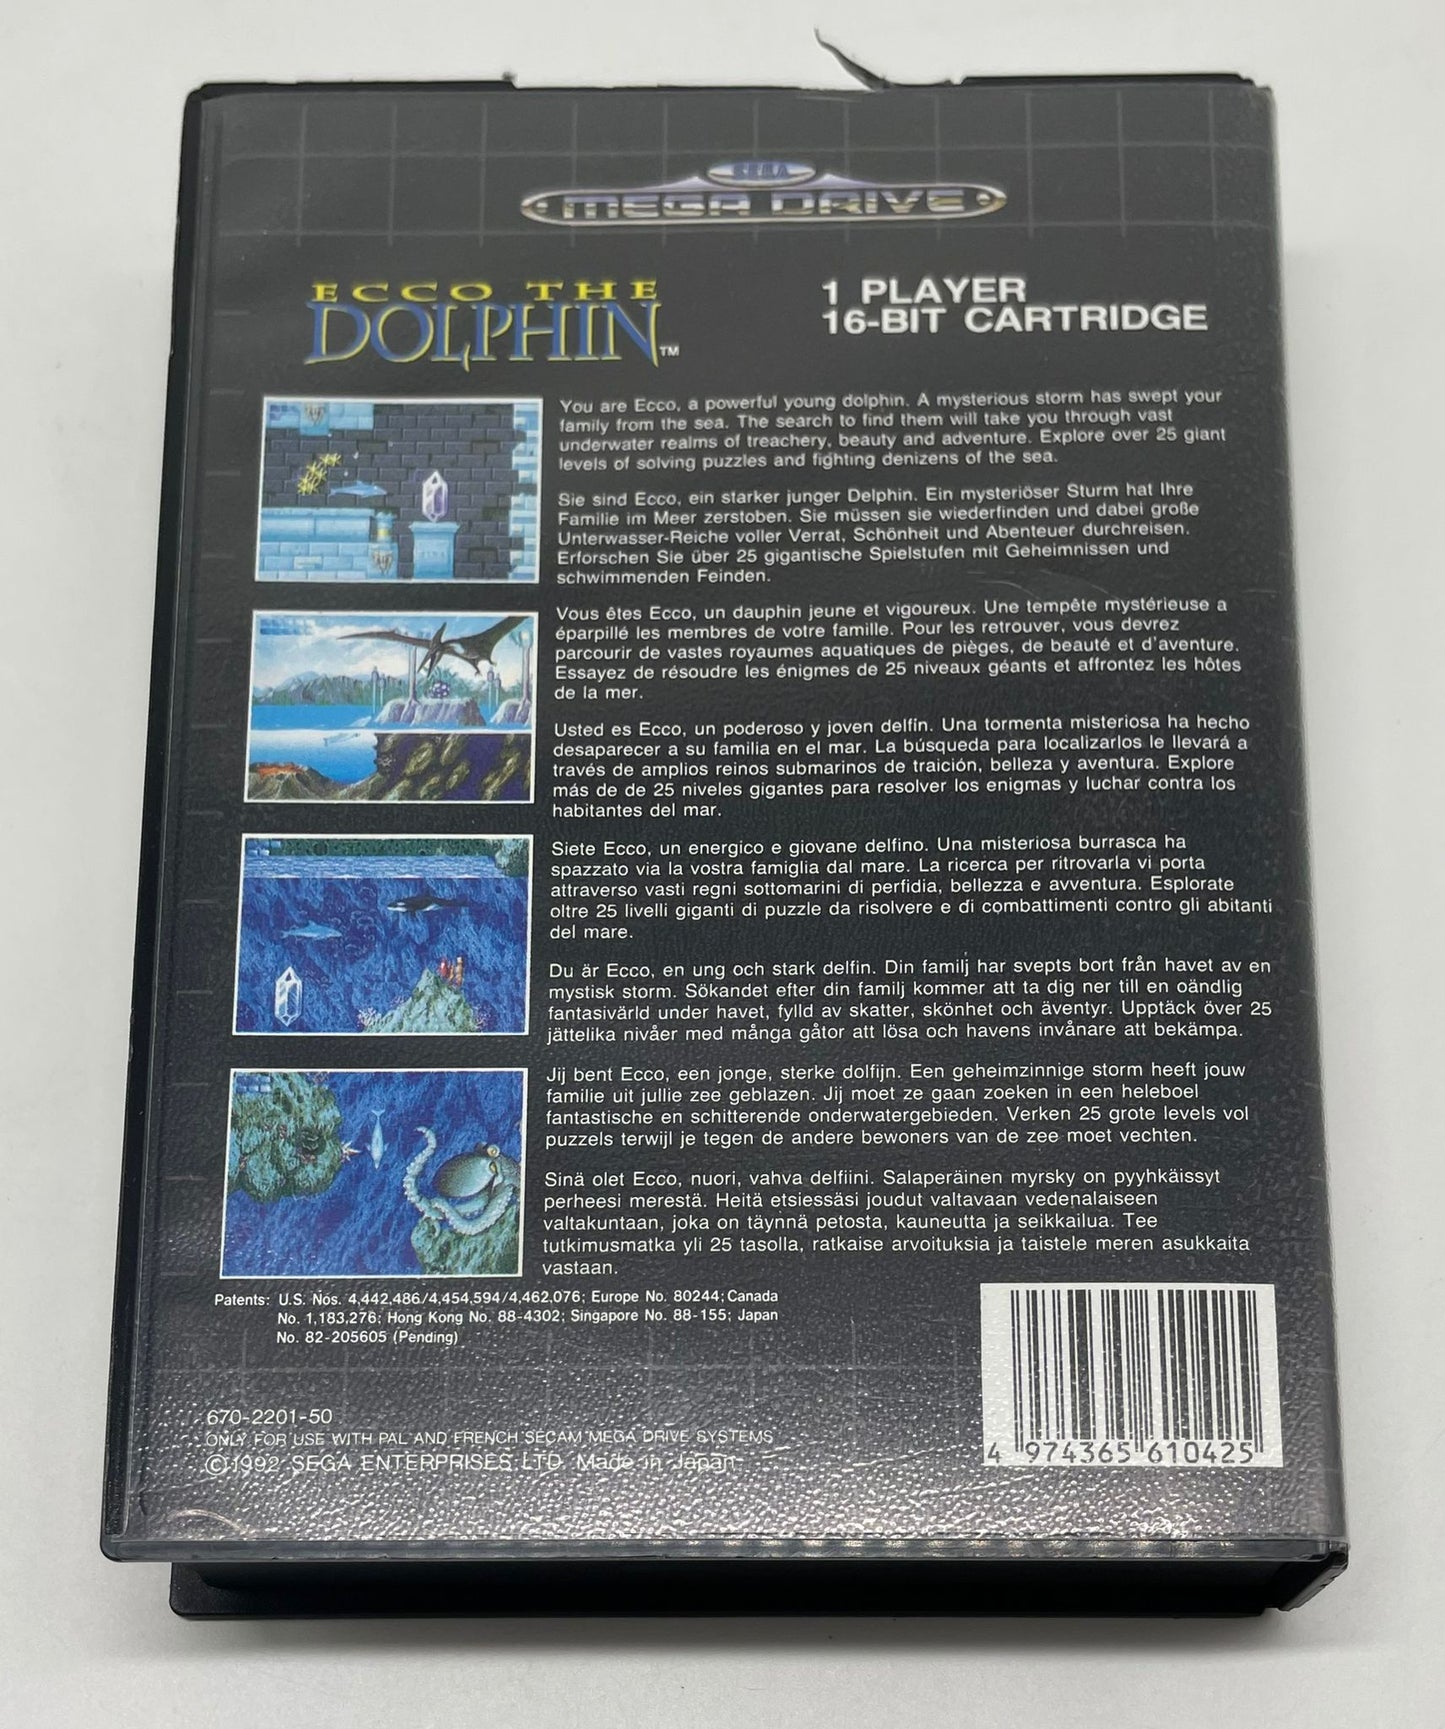 SEGA
MEGA DRIVE
ECCO THE
DOLPHIN™
1 PLAYER
16-BIT CARTRIDGE
You are Ecco, a powerful young dolphin. A mysterious storm has swept your
family from the sea. The search to find them will take you through vast
underwater realms of treachery, beauty and adventure. Explore over 25 giant
levels of solving puzzles and fighting denizens of the sea.
Sie sind Ecco, ein starker junger Delphin. Ein mysteriöser Sturm hat Ihre
Familie im Meer zerstoben. Sie müssen sie wiederfinden und dabei große
Unterwasser-Reiche voller Verrat, Schönheit und Abenteuer durchreisen.
Erforschen Sie über 25 gigantische Spielstufen mit Geheimnissen und
schwimmenden Feinden.
Vous êtes Ecco, un dauphin jeune et vigoureux. Une tempête mystérieuse a
éparpillé les membres de votre famille. Pour les retrouver, vous devrez
parcourir de vastes royaumes aquatiques de pièges, de beauté et d'aventure.
Essayez de résoudre les énigmes de 25 niveaux géants et affrontez les hôtes
de la mer.
Usted es Ecco, un poderoso y joven delfín. Una tormenta misteriosa ha hecho
desaparecer a su familia en el mar. La búsqueda para localizarlos le llevará a
través de amplios reinos submarinos de traición, belleza y aventura. Explore
más de de 25 niveles gigantes para resolver los enigmas y luchar contra los
habitantes del mar.
Siete Ecco, un energico e giovane delfino. Una misteriosa burrasca ha
spazzato via la vostra famiglia dal mare. La ricerca per ritrovarla vi porta
attraverso vasti regni sottomarini di perfidia, bellezza e avventura. Esplorate
oltre 25 livelli giganti di puzzle da risolvere e di combattimenti contro gli abitanti
del mare.
Du är Ecco, en ung och stark delfin. Din familj har svepts bort från havet av en
mystisk storm. Sökandet efter din familj kommer att ta dig ner till en oändlig
fantasivärld under havet, fylld av skatter, skönhet och äventyr. Upptäck över 25
jättelika nivåer med många gåtor att lösa och havens invånare att bekämpa.
Jij bent Ecco, een jonge, sterke dolfijn. Een geheimzinnige storm heeft jouw
familie uit jullie zee geblazen. Jij moet ze gaan zoeken in een heleboel
fantastische en schitterende onderwatergebieden. Verken 25 grote levels vol
puzzels terwijl je tegen de andere bewoners van de zee moet vechten.
Sinä olet Ecco, nuori, vahva delfiini. Salaperäinen myrsky on pyyhkäissyt
perheesi merestä. Heitä etsiessäsi joudut valtavaan vedenalaiseen
valtakuntaan, joka on täynnä petosta, kauneutta ja seikkailua. Tee
tutkimusmatka yli 25 tasolla, ratkaise arvoituksia ja taistele meren asukkaita
vastaan.
Patents: U.S. Nos. 4,442,486/4,454,594/4,462,076; Europe No. 80244; Canada
No. 1,183,276; Hong Kong No. 88-4302; Singapore No. 88-155; Japan
No. 82-205605 (Pending)
670-2201-50
ONLY FOR USE WITH PAL AND FRENCH SECAM MEGA DRIVE SYSTEMS
©1992 SEGA ENTERPRISES LTD. Made in Japan
4 974365 610425